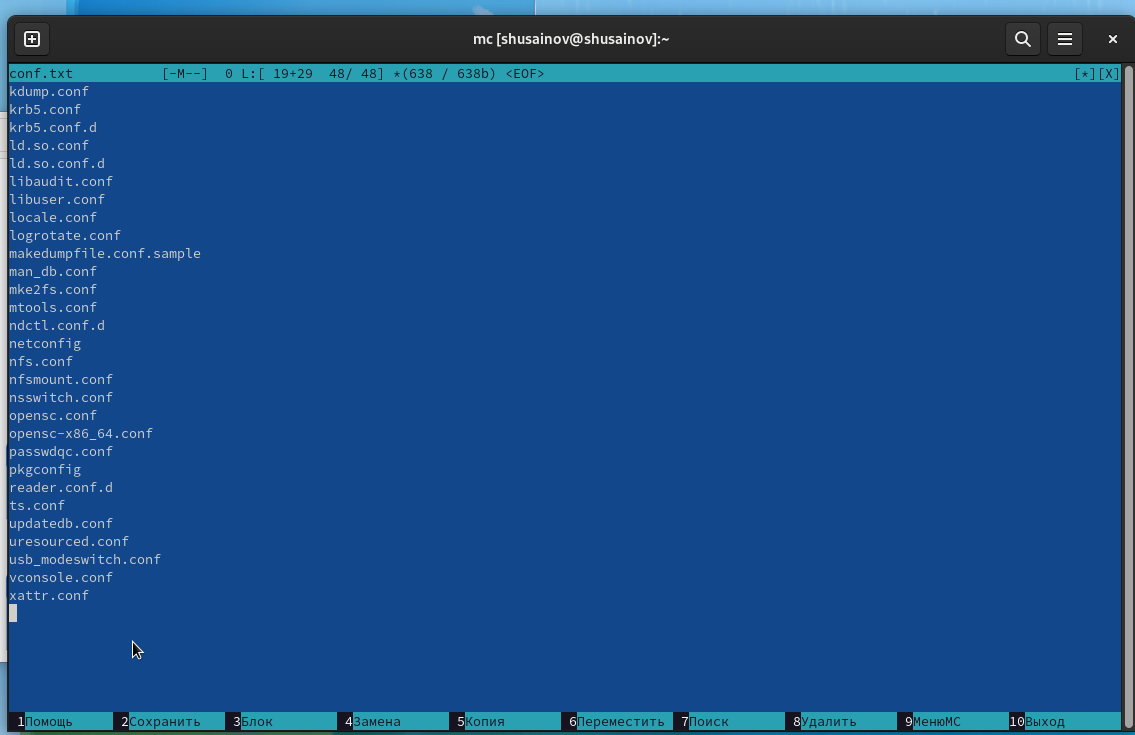 mc [shusainov@shusainov]:~
conf.txt [-M--] 0 L:[ 19+29 48/ 48] *(638 / 638b) <EOF> [*][X]
kdump.conf
krb5.conf
krb5.conf.d
ld.so.conf
ld.so.conf.d
libaudit.conf
libuser.conf
locale.conf
logrotate.conf
makedumpfile.conf.sample
man_db.conf
mke2fs.conf
mtools.conf
ndctl.conf.d
netconfig
nfs.conf
nfsmount.conf
nsswitch.conf
opensc.conf
opensc-x86_64.conf
passwdqc.conf
pkgconfig
reader.conf.d
ts.conf
updatedb.conf
uresourced.conf
usb_modeswitch.conf
vconsole.conf
xattr.conf
1Помощь 2Сохранить 3Блок 4Замена 5Копия 6Переместить 7Поиск 8Удалить 9МенюMC 10Выход